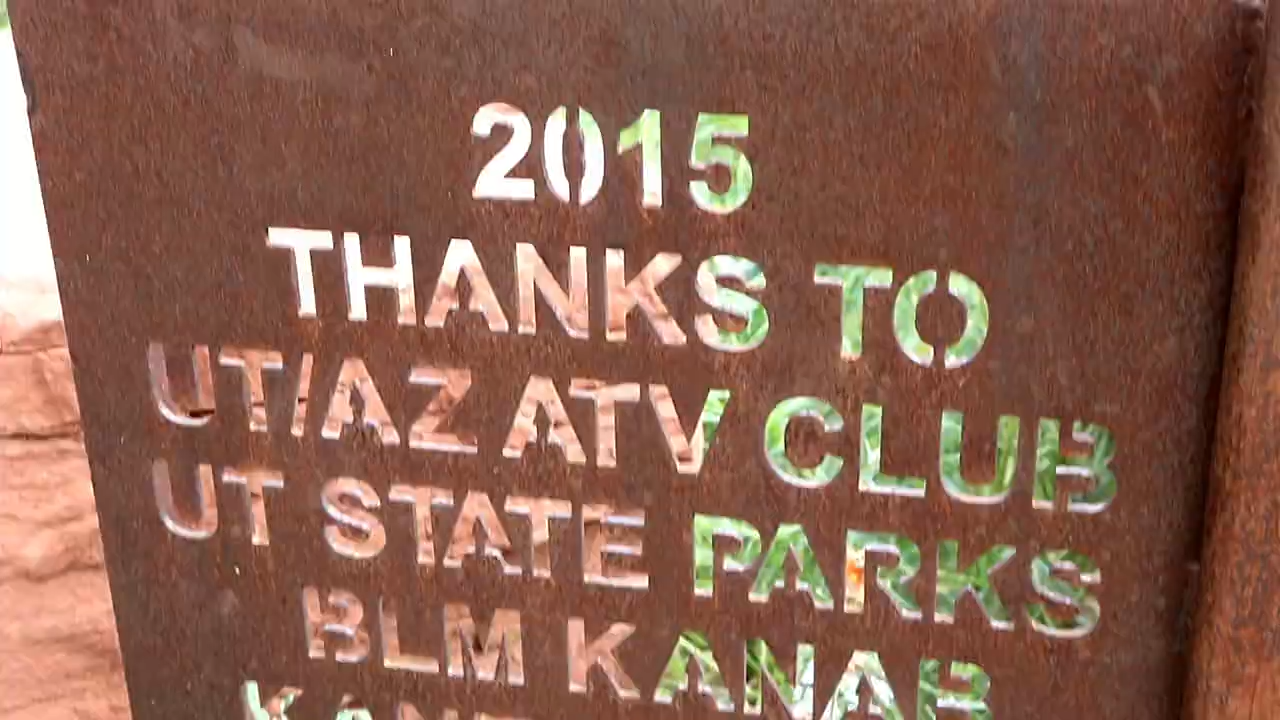 2015
THANKS TO
UT/AZ ATV CLUB
UT STATE PARKS
BLM KANAB